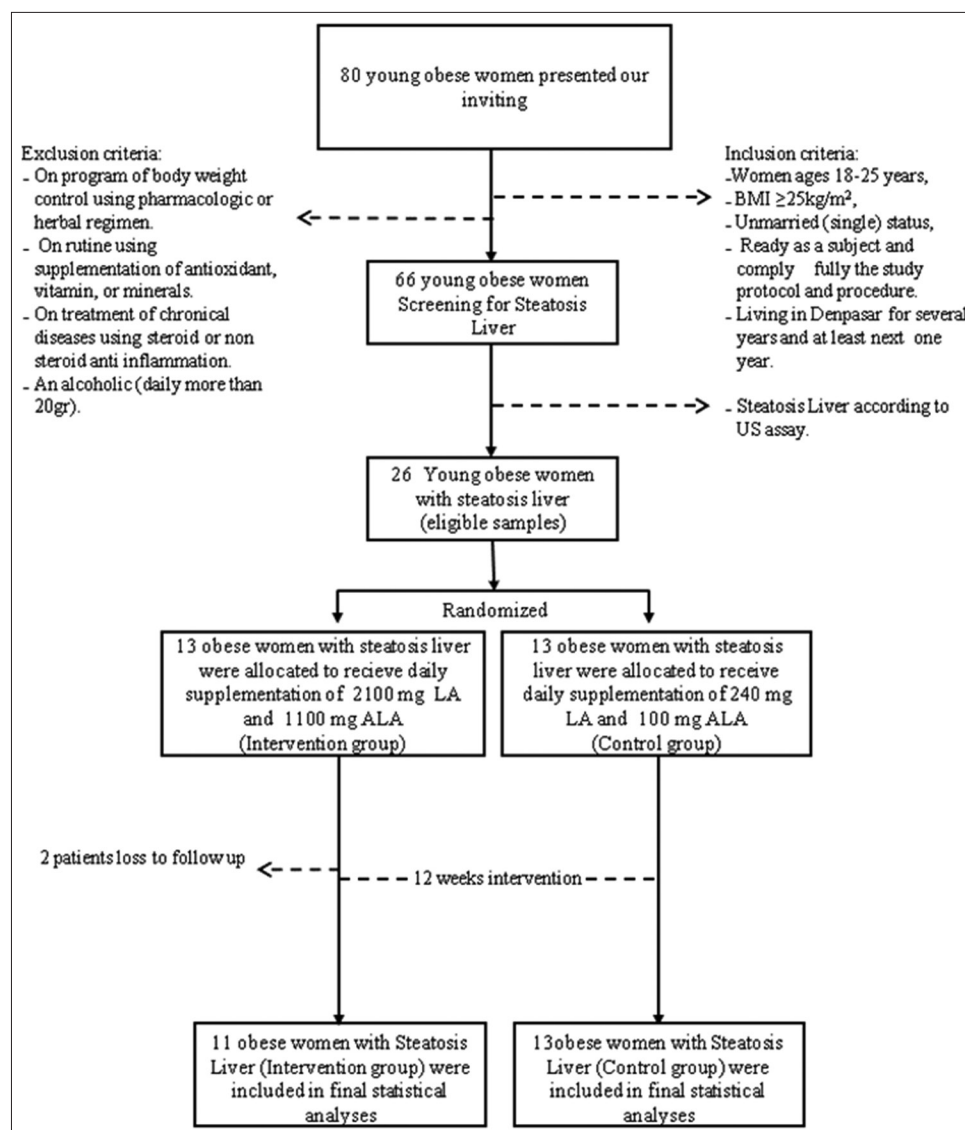 80 young obese women presented our
inviting
Exclusion criteria:
- On program of body weight
control using pharmacologic or
herbal regimen.
- On rutine using
supplementation of antioxidant,
vitamin, or minerals.
- On treatment of chronical
diseases using steroid or non
steroid anti inflammation.
- An alcoholic (daily more than
20gr).
Inclusion criteria:
-Women ages 18-25 years,
- BMI ≥25kg/m²,
- Unmarried (single) status,
- Ready as a subject and
comply fully the study
protocol and procedure.
- Living in Denpasar for several
years and at least next one
year.
66 young obese women
Screening for Steatosis
Liver
- Steatosis Liver according to
US assay.
26 Young obese women
with steatosis liver
(eligible samples)
Randomized
13 obese women with steatosis liver
were allocated to recieve daily
supplementation of 2100 mg LA
and 1100 mg ALA
(Intervention group)
13 obese women with steatosis
liver were allocated to receive
daily supplementation of 240 mg
LA and 100 mg ALA
(Control group)
2 patients loss to follow up
12 weeks intervention
11 obese women with Steatosis
Liver (Intervention group) were
included in final statistical
analyses
13obese women with Steatosis
Liver (Control group) were
included in final statistical
analyses